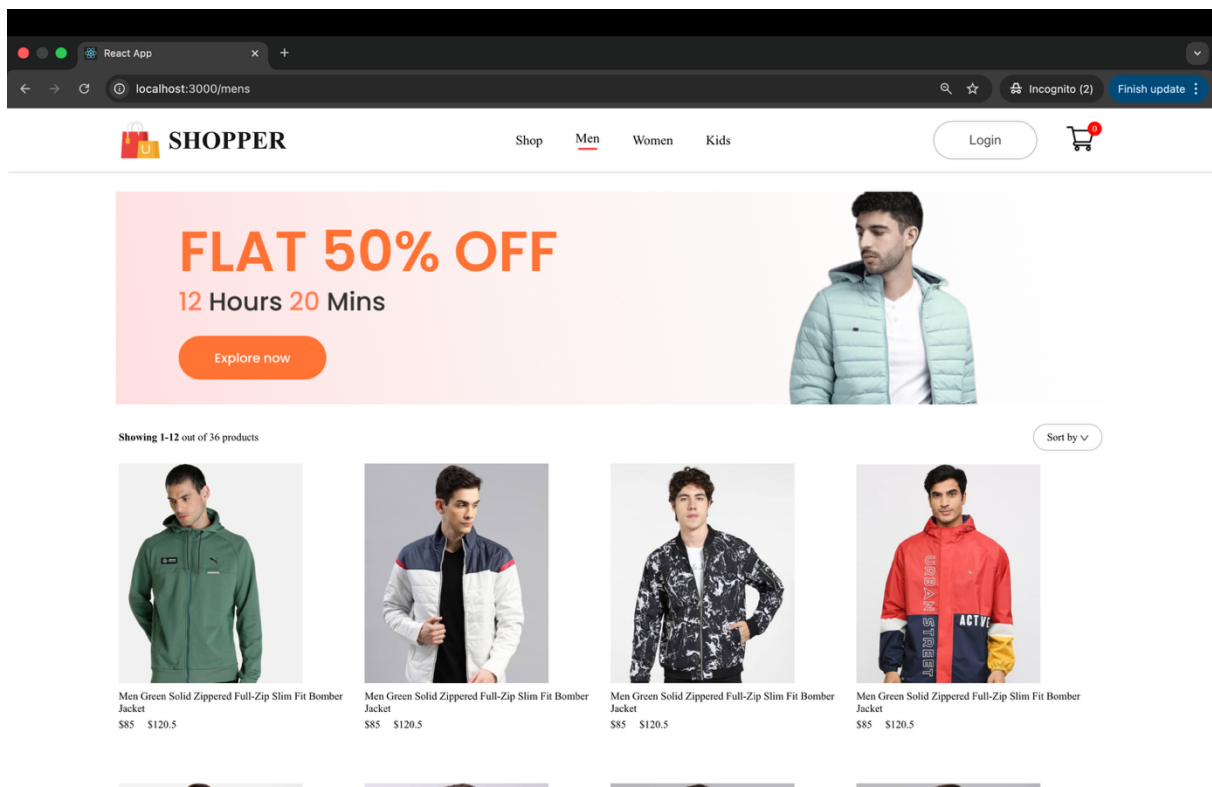 React App
localhost:3000/mens
Incognito (2)
Finish update
SHOPPER
Shop Men Women Kids
Login
0
FLAT 50% OFF
12 Hours 20 Mins
Explore now
Showing 1-12 out of 36 products
Sort by
URBAN STREET
ACTVE
Men Green Solid Zippered Full-Zip Slim Fit Bomber
Jacket
$85 $120.5
Men Green Solid Zippered Full-Zip Slim Fit Bomber
Jacket
$85 $120.5
Men Green Solid Zippered Full-Zip Slim Fit Bomber
Jacket
$85 $120.5
Men Green Solid Zippered Full-Zip Slim Fit Bomber
Jacket
$85 $120.5